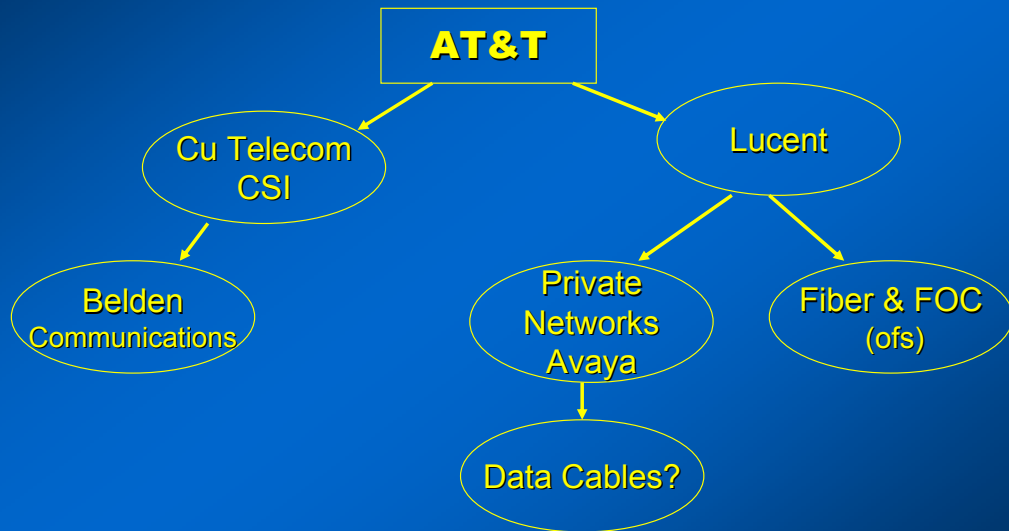 AT&T
Cu Telecom
CSI
Lucent
Belden
Communications
Private
Networks
Avaya
Fiber & FOC
(ofs)
Data Cables?